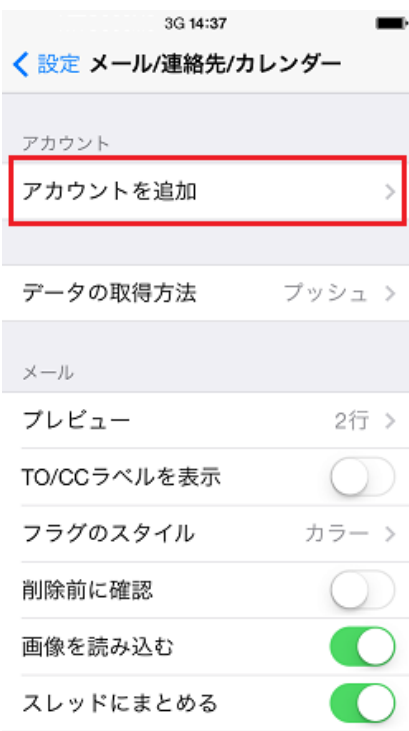 3G 14:37
設定 メール/連絡先/カレンダー
アカウント
アカウントを追加
データの取得方法 プッシュ
メール
プレビュー 2行
TO/CCラベルを表示
フラグのスタイル カラー
削除前に確認
画像を読み込む
スレッドにまとめる